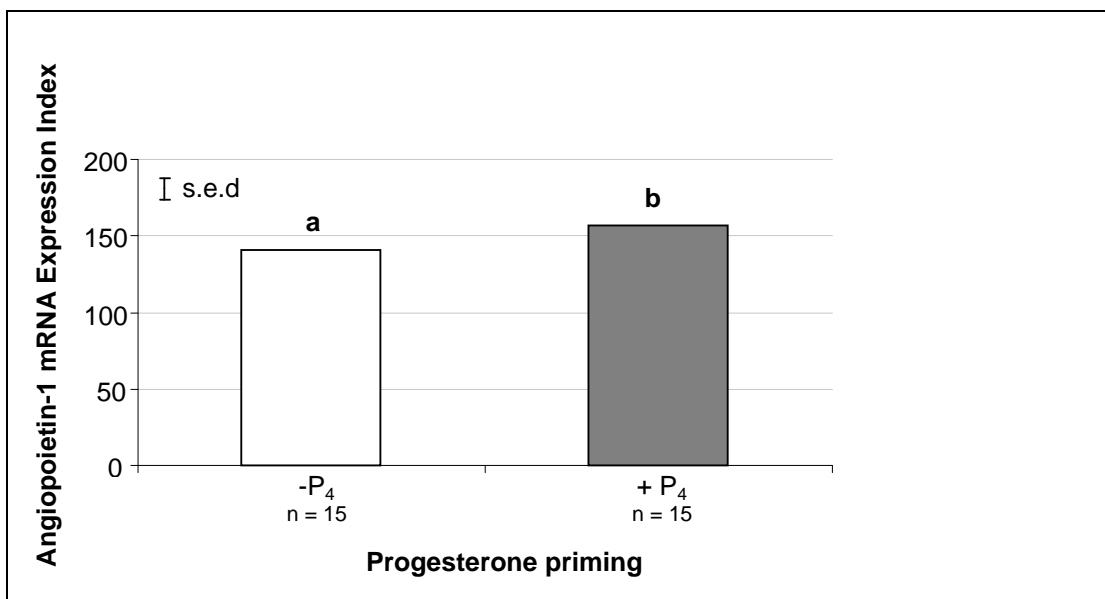 Angiopoietin-1 mRNA Expression Index
200
150
100
50
0
s.e.d
a
b
-P₄
n = 15
+ P₄
n = 15
Progesterone priming